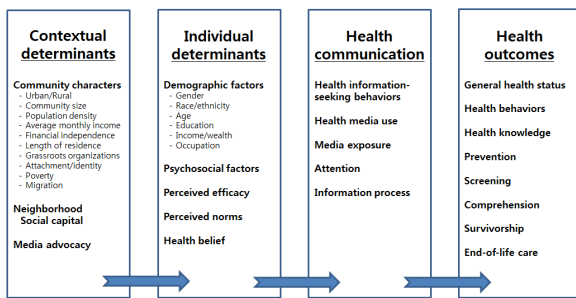 Contextual
determinants
Community characters
- Urban/Rural
- Community size
- Population density
- Average monthly income
- Financial independence
- Length of residence
- Grassroots organizations
- Attachment/identity
- Poverty
- Migration
Neighborhood
Social capital
Media advocacy
Individual
determinants
Demographic factors
- Gender
- Race/ethnicity
- Age
- Education
- Income/wealth
- Occupation
Psychosocial factors
Perceived efficacy
Perceived norms
Health belief
Health
communication
Health information-
seeking behaviors
Health media use
Media exposure
Attention
Information process
Health
outcomes
General health status
Health behaviors
Health knowledge
Prevention
Screening
Comprehension
Survivorship
End-of-life care